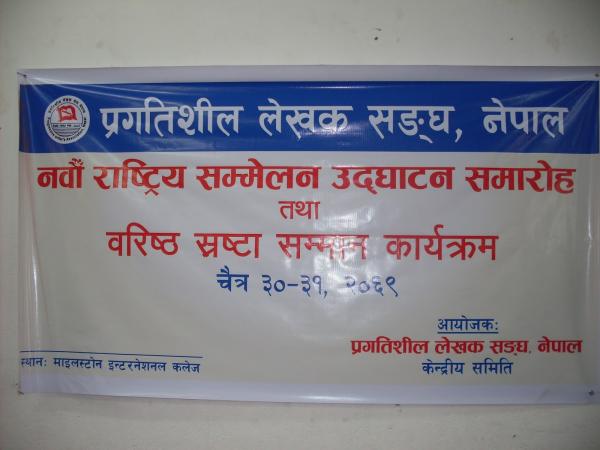 प्रगतिशील लेखक सङ्घ, नेपाल
नवौँ राष्ट्रिय सम्मेलन उद्घाटन समारोह
तथा
वरिष्ठ स्रष्टा सम्मान कार्यक्रम
चैत्र ३०-३१, २०६९
आयोजक:
प्रगतिशील लेखक सङ्घ, नेपाल
केन्द्रीय समिति
स्थान: माइलस्टोन इन्टरनेशनल कलेज